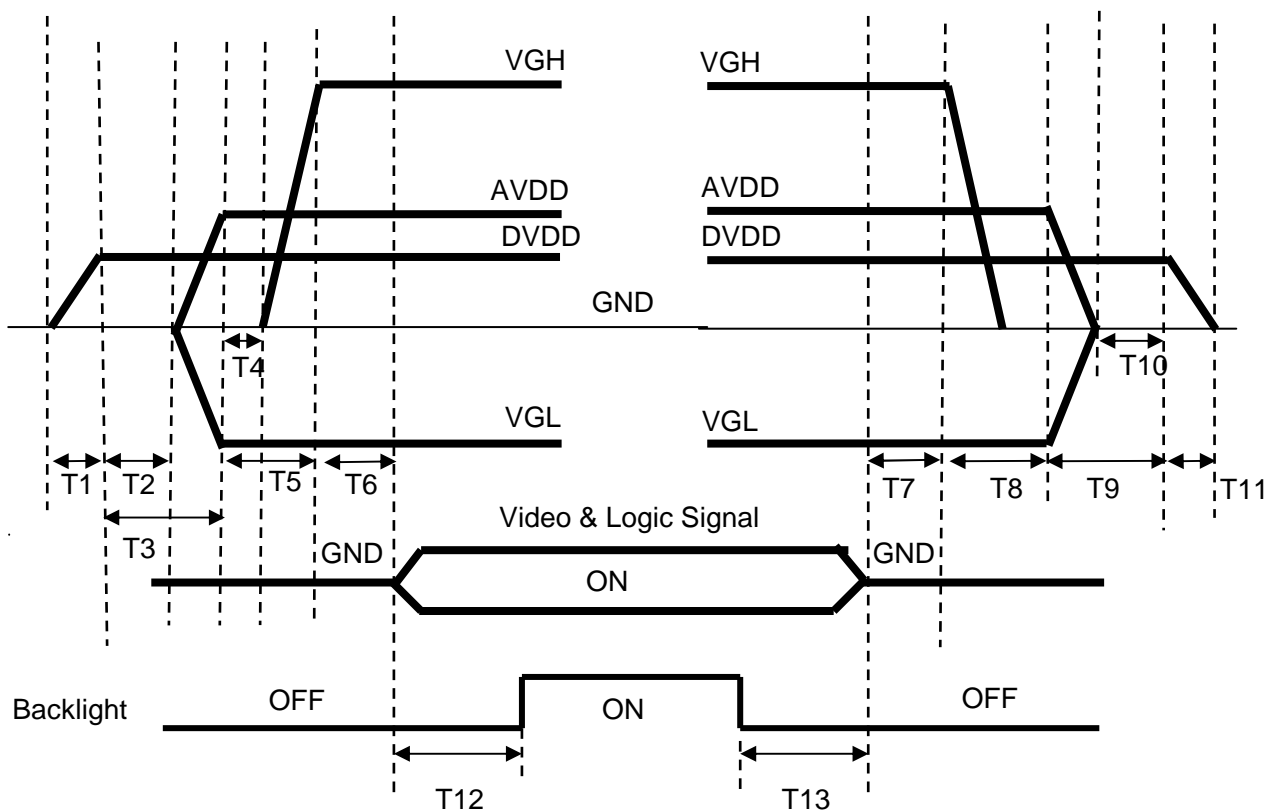 VGH
VGH
AVDD
AVDD
DVDD
DVDD
GND
T4
T10
VGL
VGL
T1
T2
T5
T6
T7
T8
T9
T11
T3
Video & Logic Signal
GND
ON
GND
Backlight
OFF
ON
OFF
T12
T13